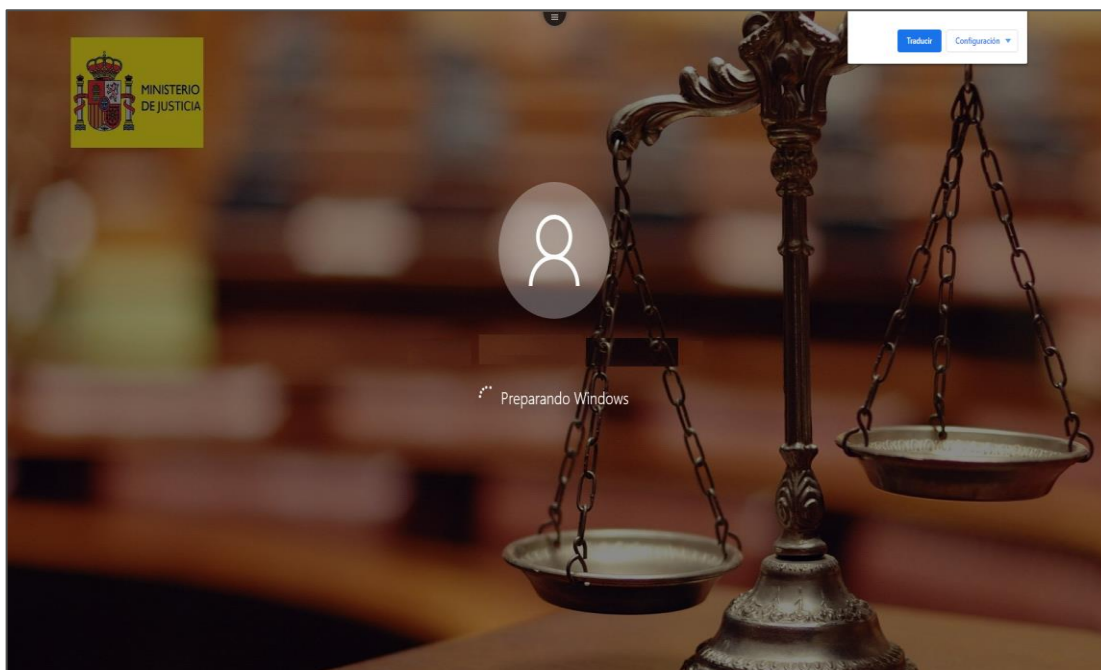 Traducir
Configuración
MINISTERIO
DE JUSTICIA
Preparando Windows